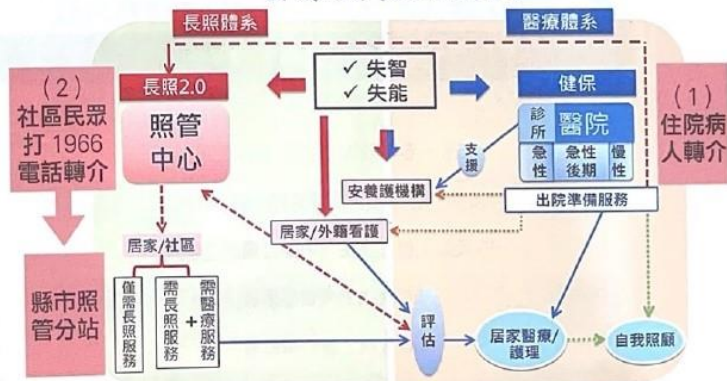 長照體系
醫療體系
(2)
社區民眾
打 1966
電話轉介
縣市照
管分站
長照2.0
照管
中心
✓ 失智
✓ 失能
健保
診所
醫院
急性
急性後期
慢性
(1)
住院病
人轉介
支援
安養護機構
出院準備服務
居家/外籍看護
居家/社區
僅需長照服務
需長照服務
+
需醫療服務
評估
居家醫療/
護理
自我照顧